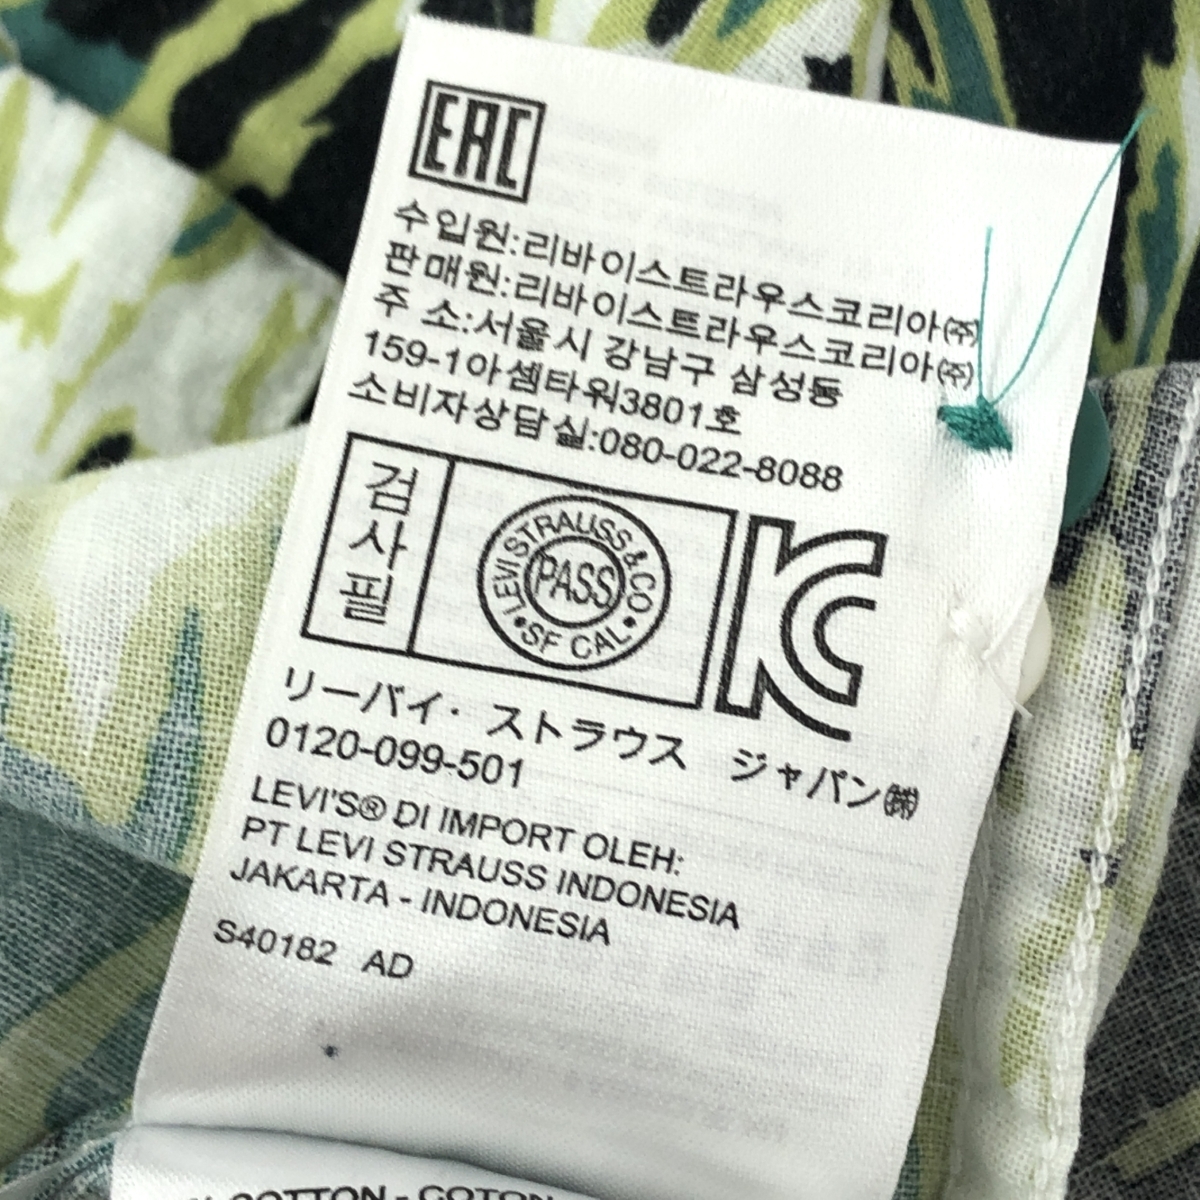 EAC
수입원:리바이스트라우스코리아㈜
판매원:리바이스트라우스코리아㈜
주 소:서울시 강남구 삼성동
159-1아셈타워3801호
소비자상담실:080-022-8088
검사필
LEVI STRAUSS & CO
PASS
•SF CAL•
KC
リーバイ・ストラウス ジャパン㈱
0120-099-501
LEVI'S® DI IMPORT OLEH:
PT LEVI STRAUSS INDONESIA
JAKARTA - INDONESIA
S40182 AD
COTTON - COTON